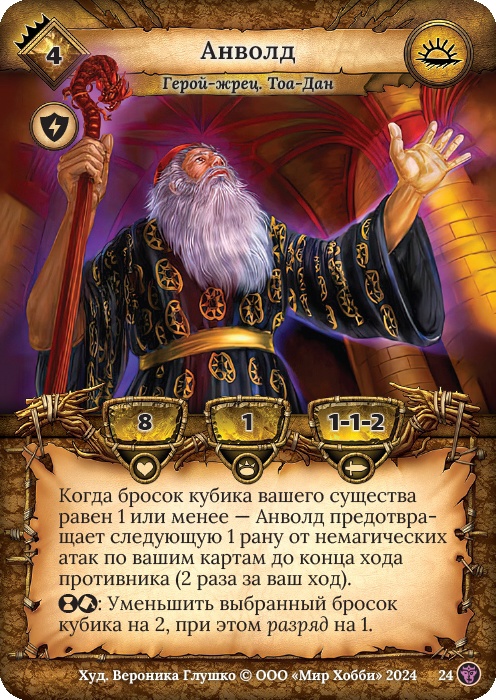 4
Анволд
Герой-жрец. Тоа-Дан
8
1
1-1-2
Когда бросок кубика вашего существа
равен 1 или менее — Анволд предотвра-
щает следующую 1 рану от немагических
атак по вашим картам до конца хода
противника (2 раза за ваш ход).
: Уменьшить выбранный бросок
кубика на 2, при этом разряд на 1.
Худ. Вероника Глушко © ООО «Мир Хобби» 2024
24